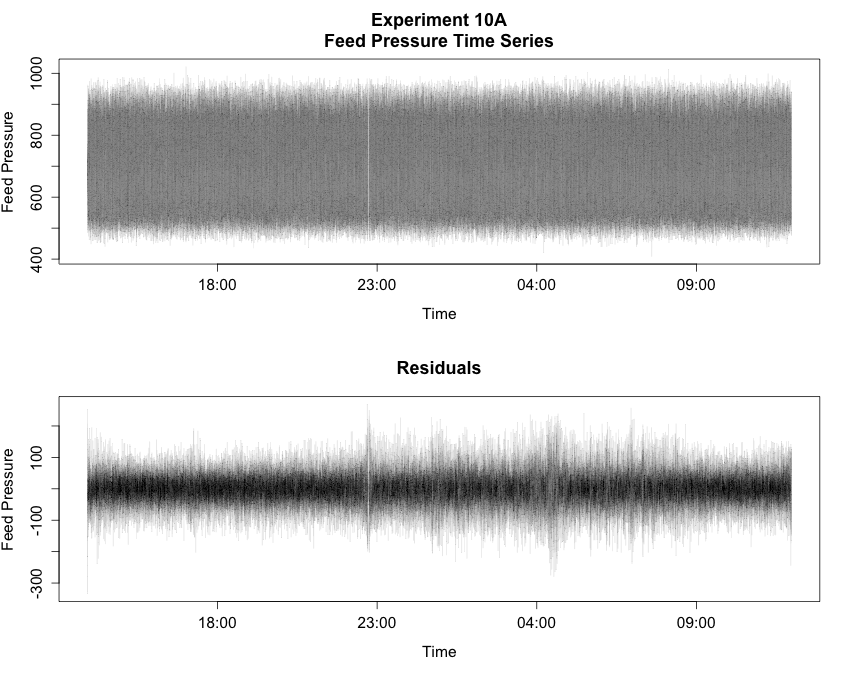 Experiment 10A
Feed Pressure Time Series
Feed Pressure
1000
800
600
400
18:00 23:00 04:00 09:00
Time
Residuals
Feed Pressure
100
-100
-300
18:00 23:00 04:00 09:00
Time